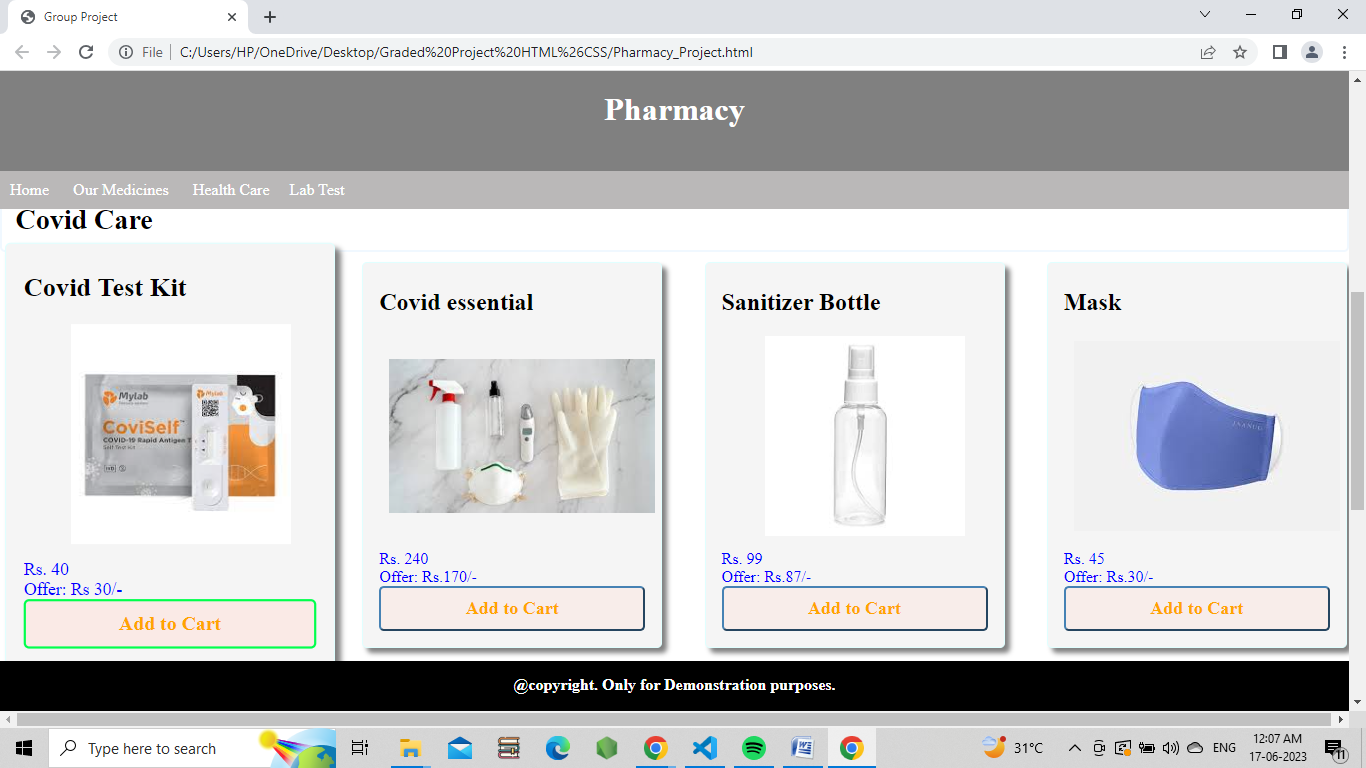 Group Project
File
C:/Users/HP/OneDrive/Desktop/Graded%20Project%20HTML%26CSS/Pharmacy_Project.html
Pharmacy
Home Our Medicines Health Care Lab Test
Covid Care
Covid Test Kit
Mylab
CoviSelf™
COVID-19 Rapid Antigen
Self Test Kit
Mylab
Rs. 40
Offer: Rs 30/-
Add to Cart
Covid essential
Rs. 240
Offer: Rs.170/-
Add to Cart
Sanitizer Bottle
Rs. 99
Offer: Rs.87/-
Add to Cart
Mask
Rs. 45
Offer: Rs.30/-
Add to Cart
@copyright. Only for Demonstration purposes.
Type here to search
31°C
ENG
12:07 AM
17-06-2023
11